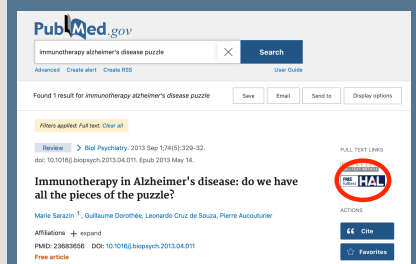 PubMed.gov
immunotherapy alzheimer's disease puzzle
Search
Advanced Create alert Create RSS
User Guide
Found 1 result for immunotherapy alzheimer's disease puzzle
Save Email Send to Display options
Filters applied: Full text. Clear all
Review > Biol Psychiatry. 2013 Sep 1;74(5):329-32.
doi: 10.1016/j.biopsych.2013.04.011. Epub 2013 May 14.
Immunotherapy in Alzheimer's disease: do we have
all the pieces of the puzzle?
Marie Sarazin 1, Guillaume Dorothée, Leonardo Cruz de Souza, Pierre Aucouturier
Affiliations + expand
PMID: 23683656 DOI: 10.1016/j.biopsych.2013.04.011
Free article
FULL TEXT LINKS
FREE
HAL
ACTIONS
Cite
Favorites